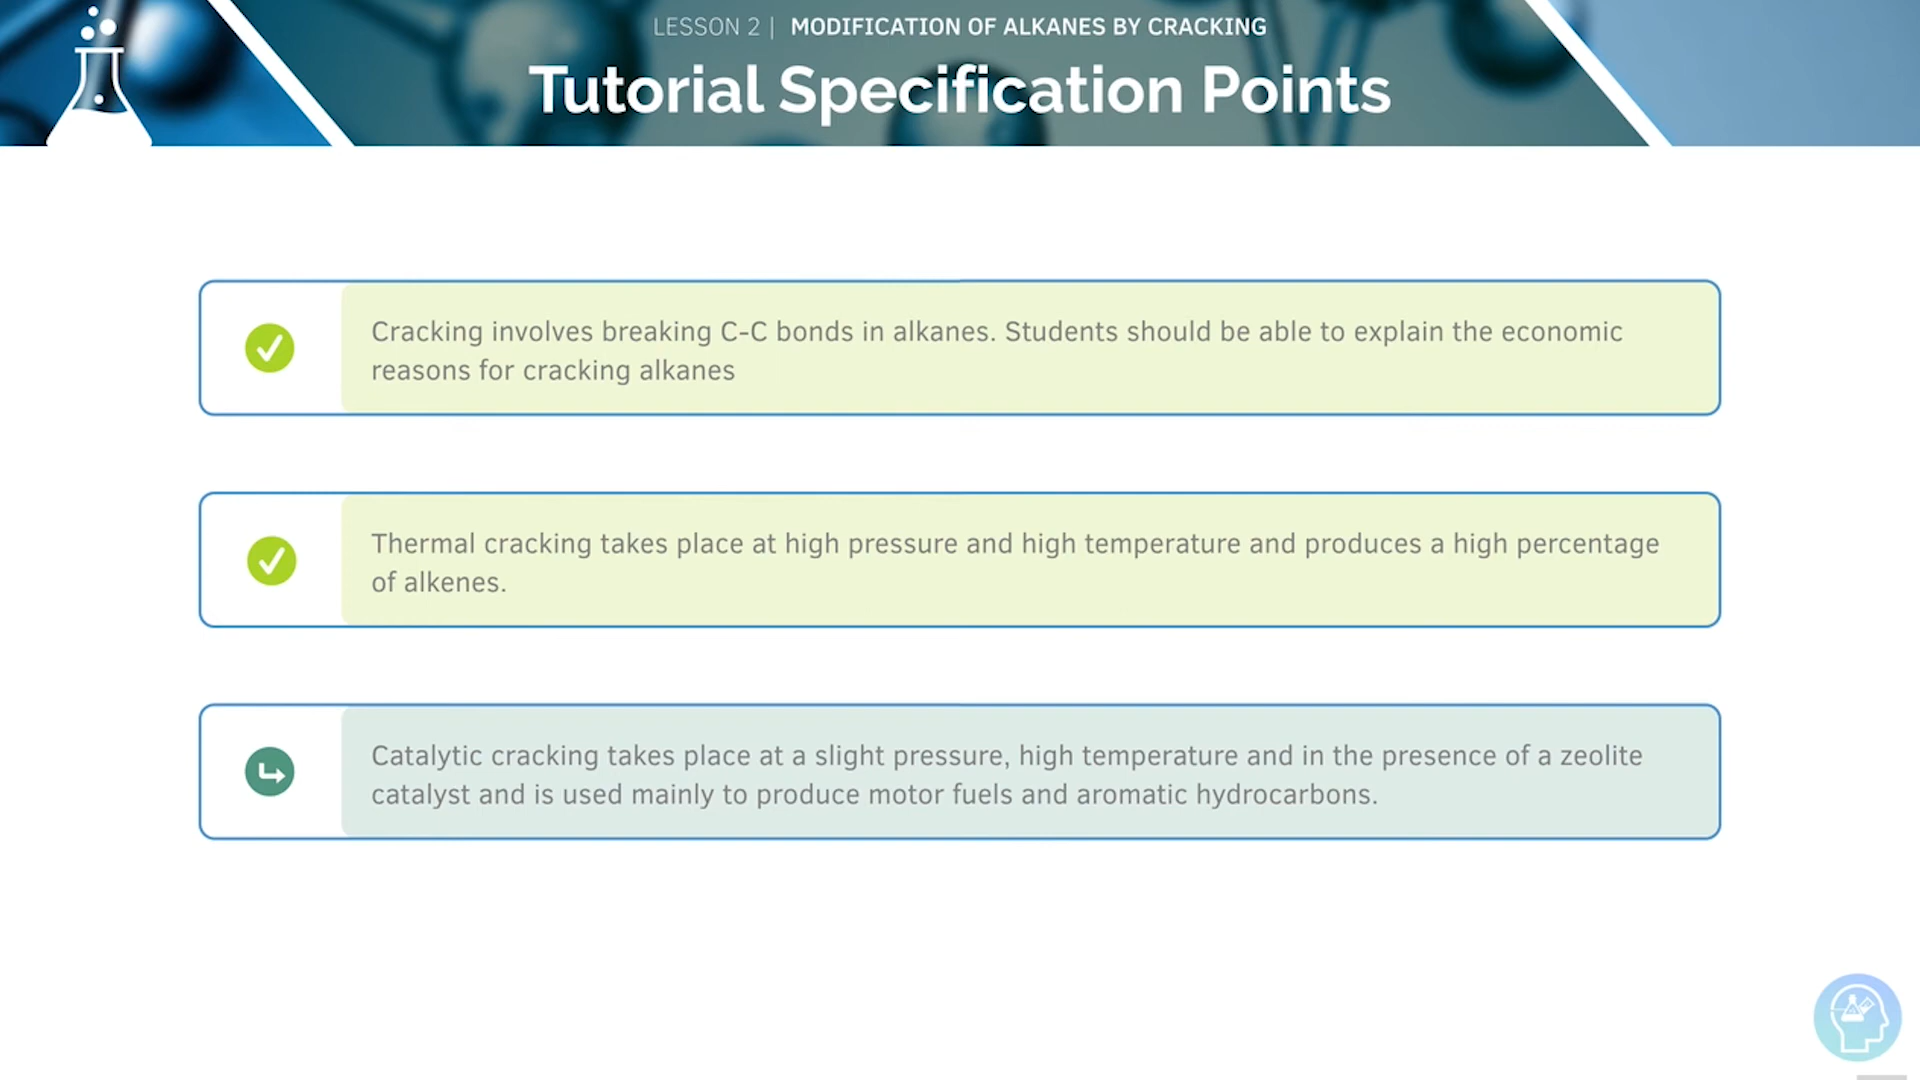 LESSON 2 | MODIFICATION OF ALKANES BY CRACKING
Tutorial Specification Points
Cracking involves breaking C-C bonds in alkanes. Students should be able to explain the economic
reasons for cracking alkanes
Thermal cracking takes place at high pressure and high temperature and produces a high percentage
of alkenes.
Catalytic cracking takes place at a slight pressure, high temperature and in the presence of a zeolite
catalyst and is used mainly to produce motor fuels and aromatic hydrocarbons.